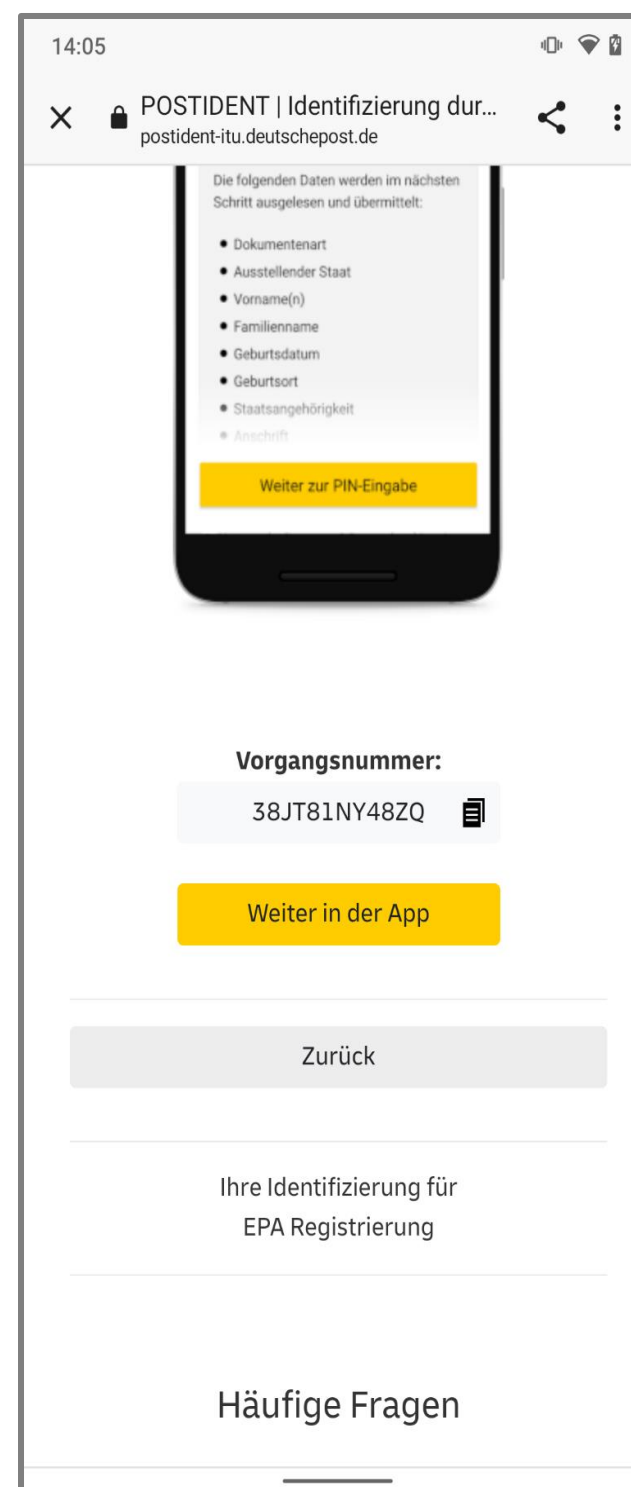 14:05
POSTIDENT | Identifizierung dur...
postident-itu.deutschepost.de
Die folgenden Daten werden im nächsten
Schritt ausgelesen und übermittelt:
• Dokumentenart
• Ausstellender Staat
• Vorname(n)
• Familienname
• Geburtsdatum
• Geburtsort
• Staatsangehörigkeit
• Anschrift
Weiter zur PIN-Eingabe
Vorgangsnummer:
38JT81NY48ZQ
Weiter in der App
Zurück
Ihre Identifizierung für
EPA Registrierung
Häufige Fragen